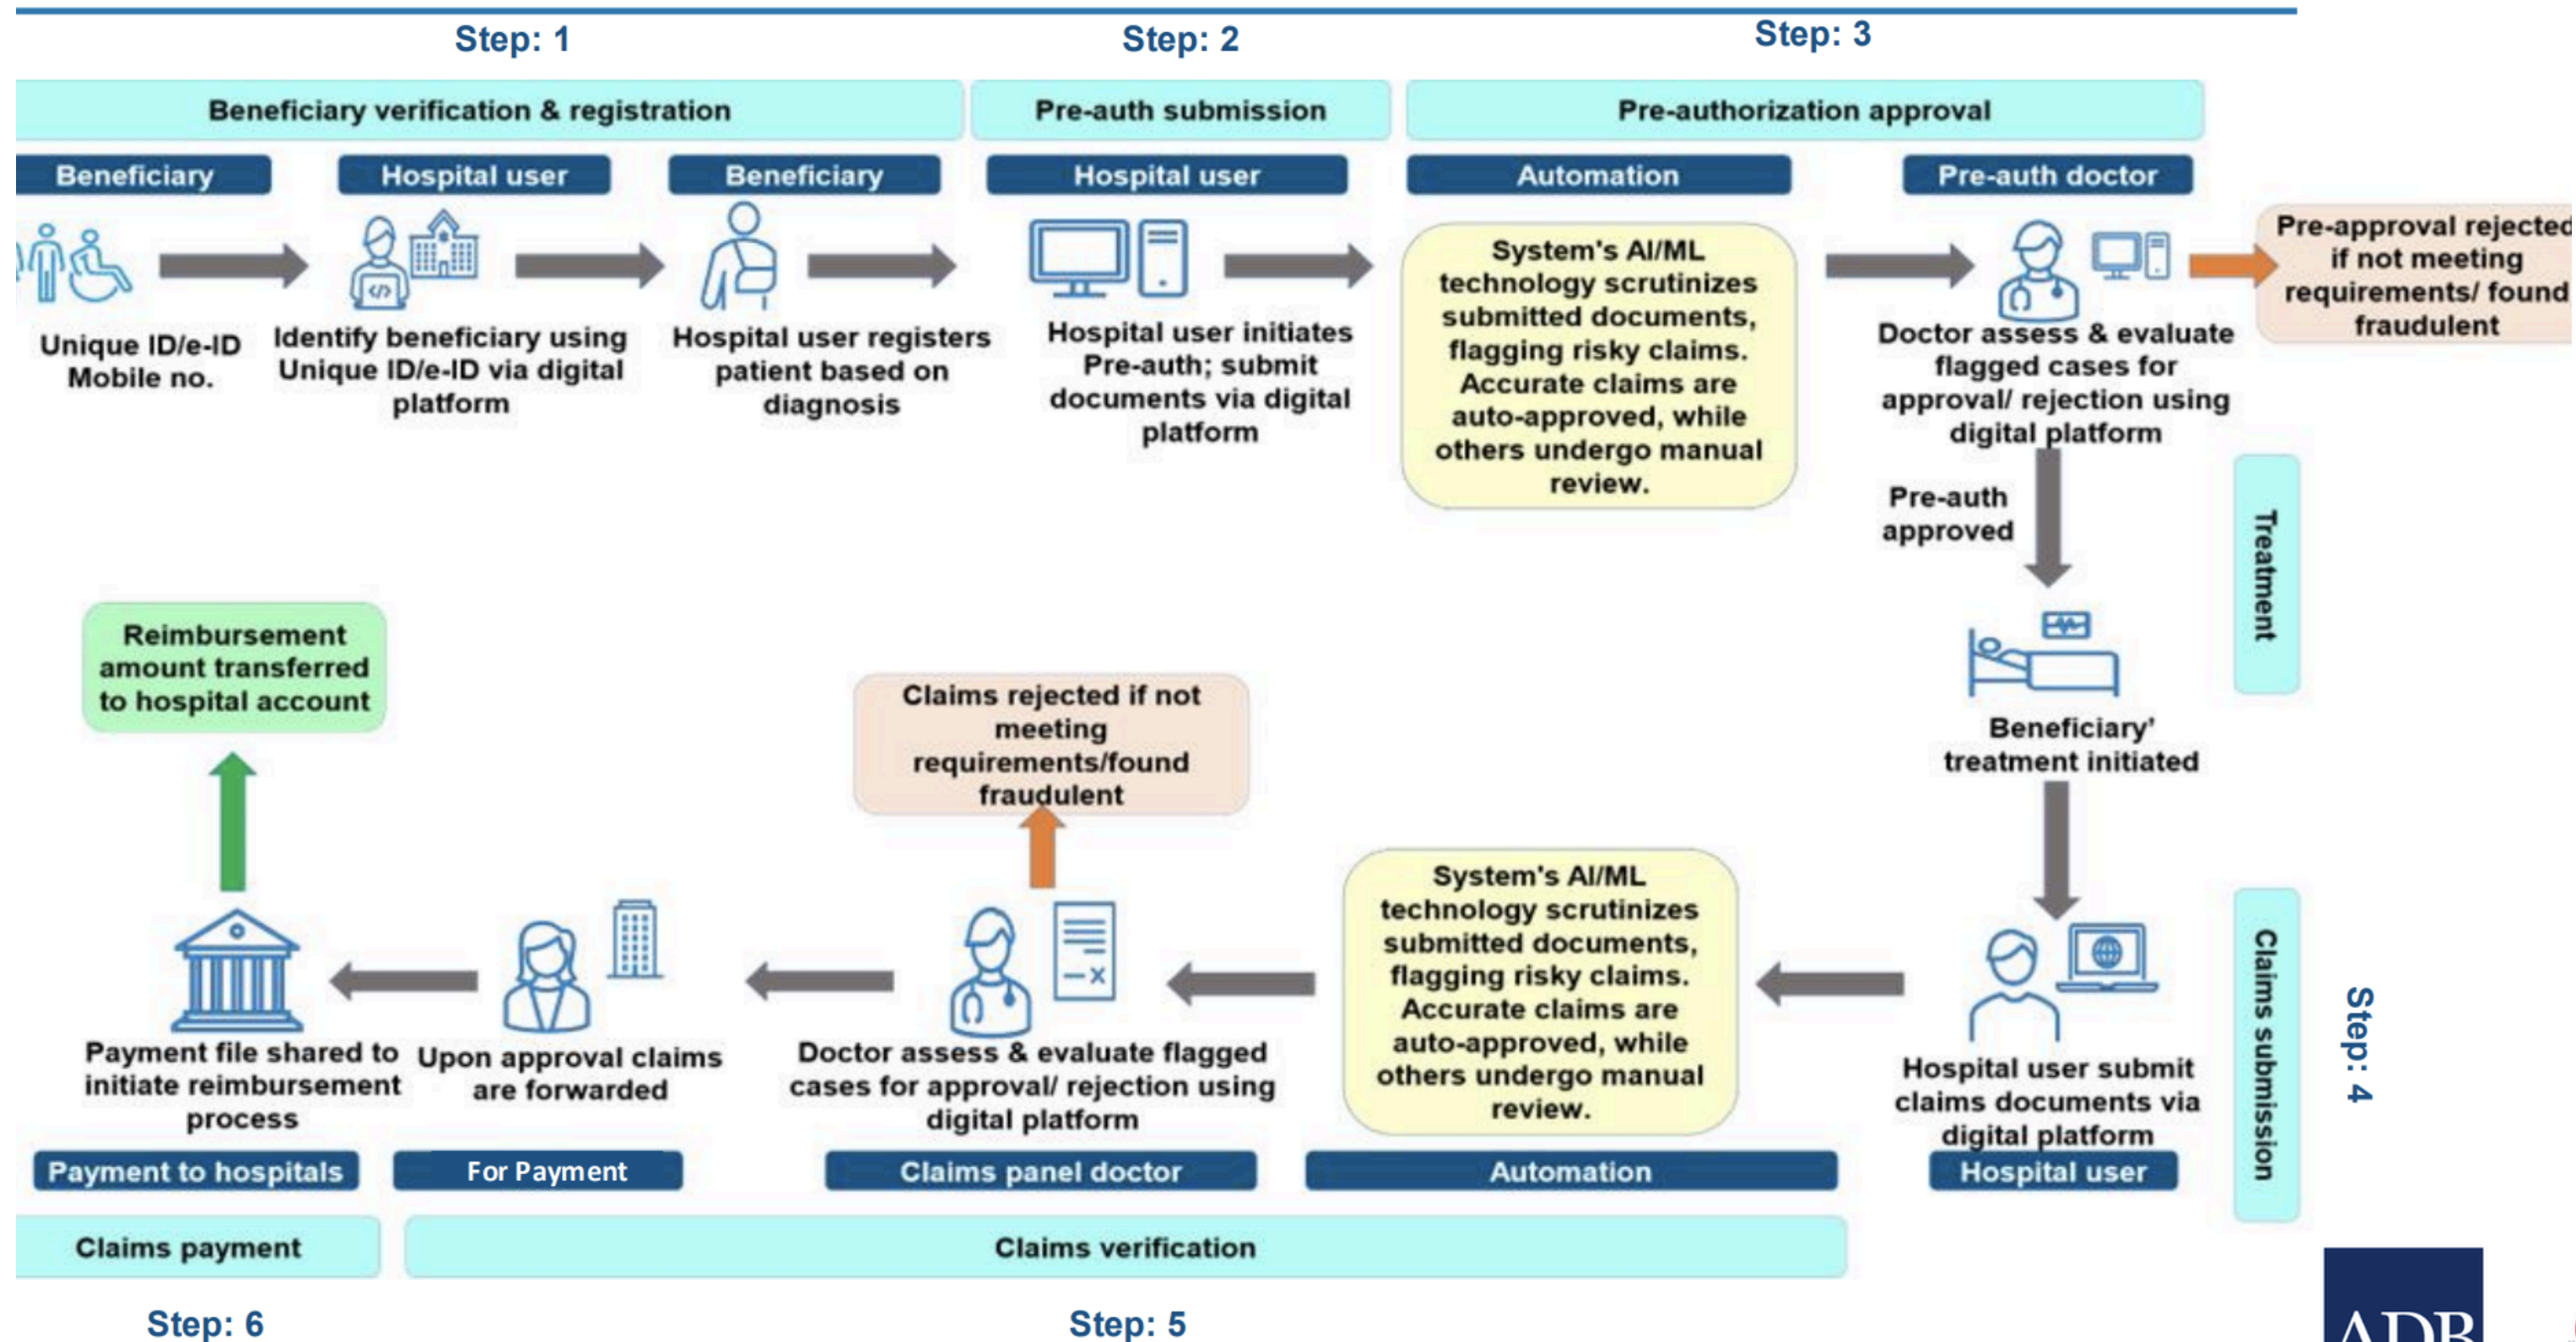 Step: 1
Step: 2
Step: 3
Beneficiary verification & registration
Pre-auth submission
Pre-authorization approval
Beneficiary
Hospital user
Beneficiary
Hospital user
Automation
Pre-auth doctor
Unique ID/e-ID
Mobile no.
Identify beneficiary using
Unique ID/e-ID via digital
platform
Hospital user registers
patient based on
diagnosis
Hospital user initiates
Pre-auth; submit
documents via digital
platform
System's AI/ML
technology scrutinizes
submitted documents,
flagging risky claims.
Accurate claims are
auto-approved, while
others undergo manual
review.
Doctor assess & evaluate
flagged cases for
approval/ rejection using
digital platform
Pre-approval rejected
if not meeting
requirements/ found
fraudulent
Pre-auth
approved
Treatment
Beneficiary'
treatment initiated
Hospital user submit
claims documents via
digital platform
Hospital user
Claims submission
Step: 4
System's AI/ML
technology scrutinizes
submitted documents,
flagging risky claims.
Accurate claims are
auto-approved, while
others undergo manual
review.
Automation
Claims rejected if not
meeting
requirements/found
fraudulent
Doctor assess & evaluate flagged
cases for approval/ rejection using
digital platform
Claims panel doctor
Upon approval claims
are forwarded
For Payment
Reimbursement
amount transferred
to hospital account
Payment file shared to
initiate reimbursement
process
Payment to hospitals
Claims payment
Claims verification
Step: 6
Step: 5
ADB